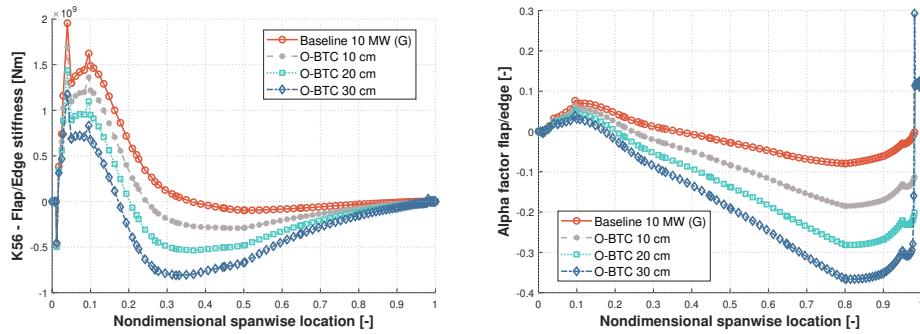 ×10^9
2
1.5
1
0.5
0
-0.5
-1
K56 - Flap/Edge stiffness [Nm]
Baseline 10 MW (G)
O-BTC 10 cm
O-BTC 20 cm
O-BTC 30 cm
0 0.1 0.2 0.3 0.4 0.5 0.6 0.7 0.8 0.9 1
Nondimensional spanwise location [-]
0.3
0.2
0.1
0
-0.1
-0.2
-0.3
-0.4
Alpha factor flap/edge [-]
Baseline 10 MW (G)
O-BTC 10 cm
O-BTC 20 cm
O-BTC 30 cm
0 0.1 0.2 0.3 0.4 0.5 0.6 0.7 0.8 0.9
Nondimensional spanwise location [-]